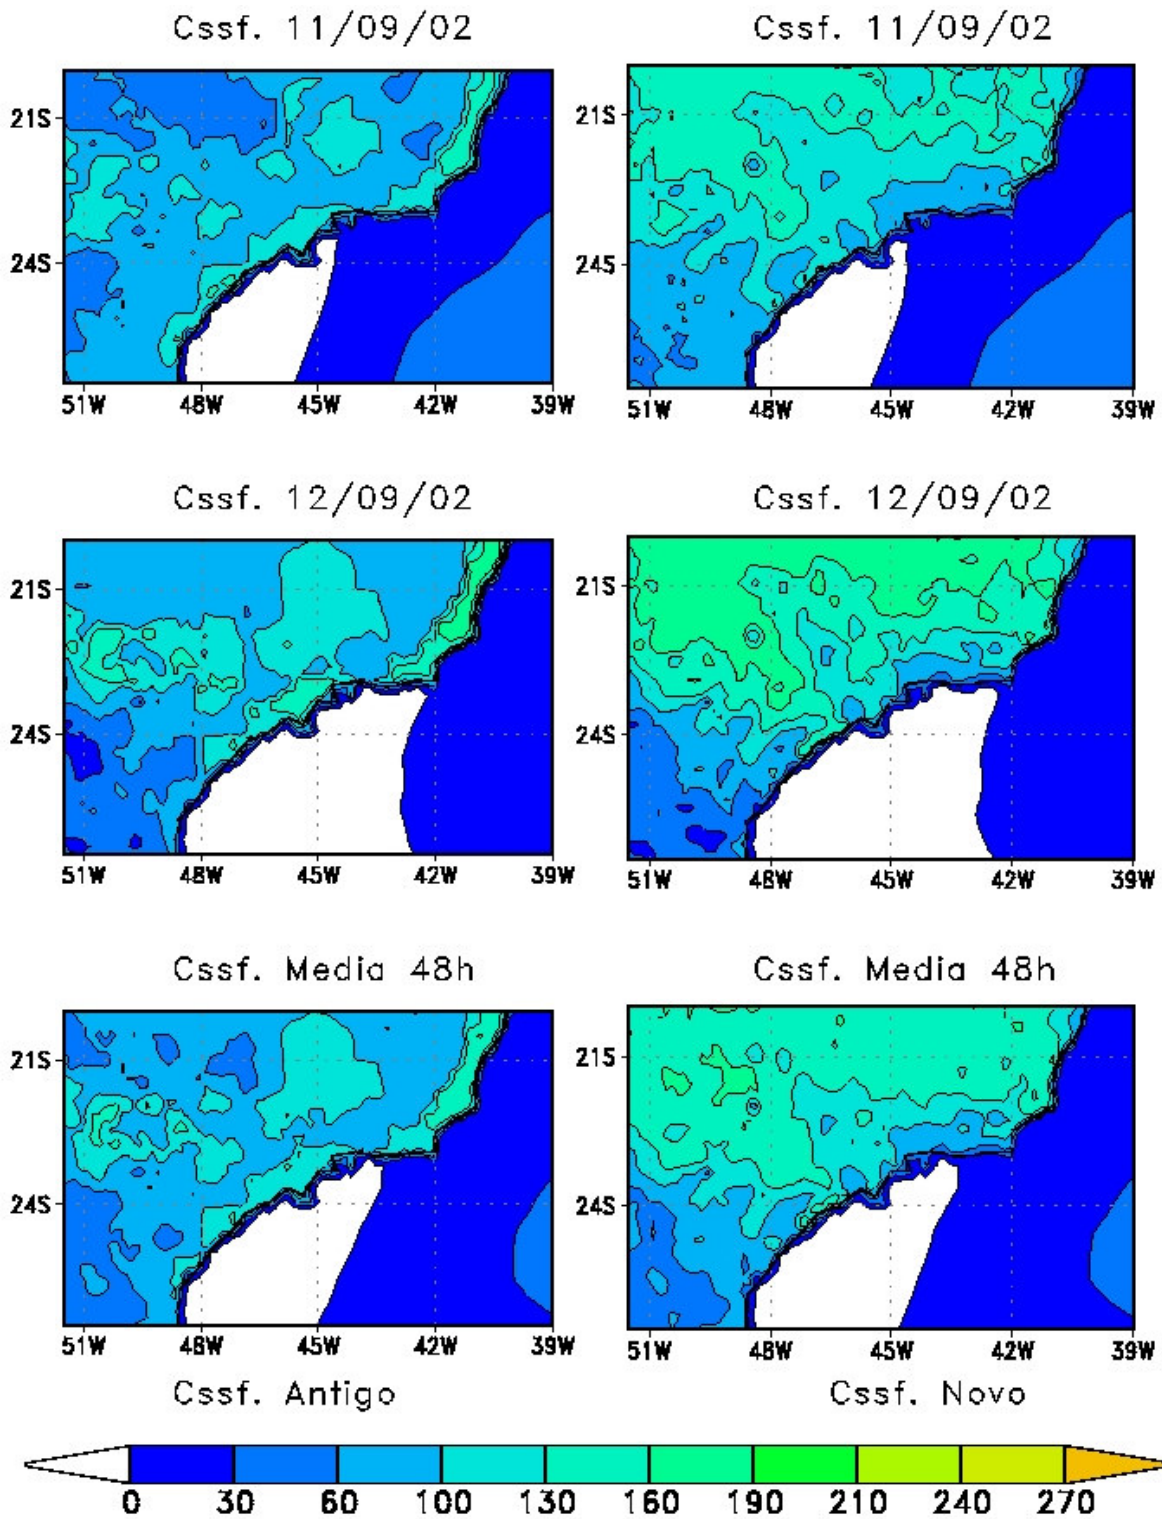 Cssf. 11/09/02
Cssf. 11/09/02
21S
24S
51W 48W 45W 42W 39W
21S
24S
51W 48W 45W 42W 39W
Cssf. 12/09/02
Cssf. 12/09/02
21S
24S
51W 48W 45W 42W 39W
21S
24S
51W 48W 45W 42W 39W
Cssf. Media 48h
Cssf. Media 48h
21S
24S
51W 48W 45W 42W 39W
21S
24S
51W 48W 45W 42W 39W
Cssf. Antigo
Cssf. Novo
0 30 60 100 130 160 190 210 240 270